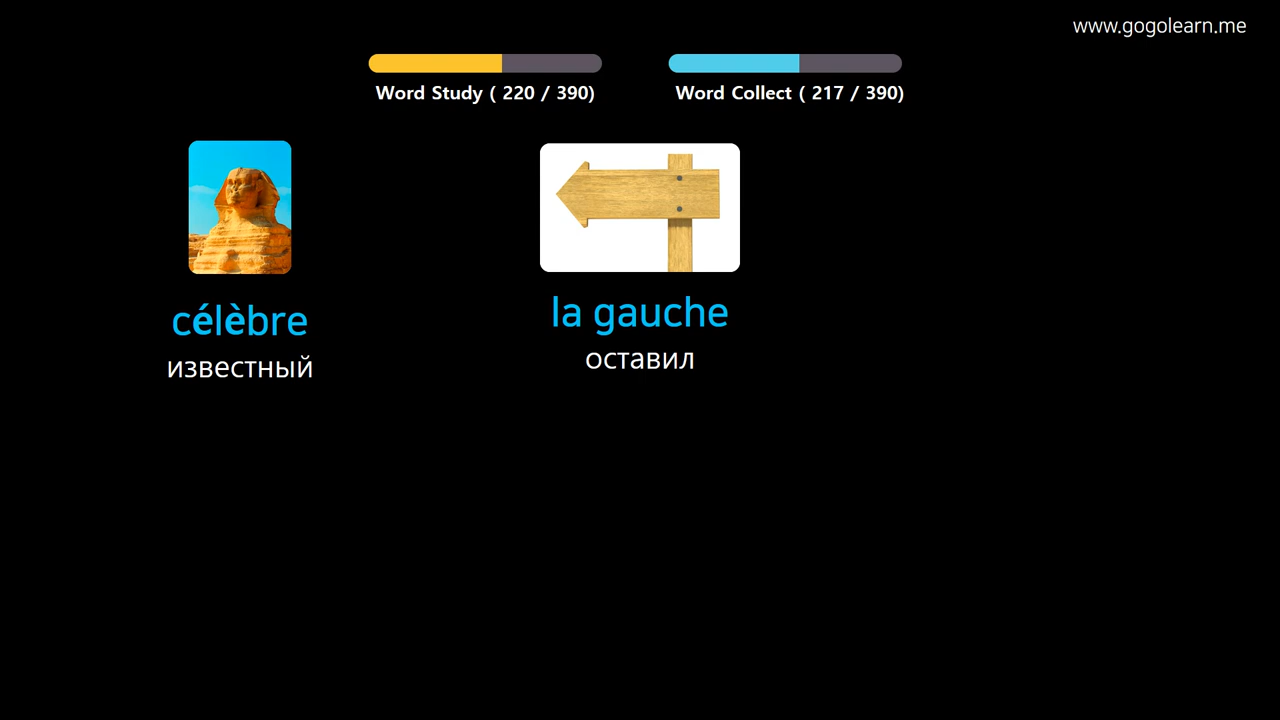 www.gogolearn.me
Word Study ( 220 / 390)
Word Collect ( 217 / 390)
célèbre
известный
la gauche
оставил